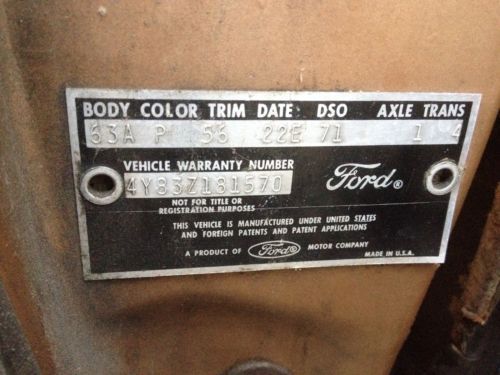 BODY COLOR TRIM DATE DSO AXLE TRANS
63A P 56 22E 71 1 4
VEHICLE WARRANTY NUMBER
4Y83Z181570
Ford®
NOT FOR TITLE OR
REGISTRATION PURPOSES
THIS VEHICLE IS MANUFACTURED UNDER UNITED STATES
AND FOREIGN PATENTS AND PATENT APPLICATIONS
A PRODUCT OF Ford® MOTOR COMPANY
MADE IN U.S.A.